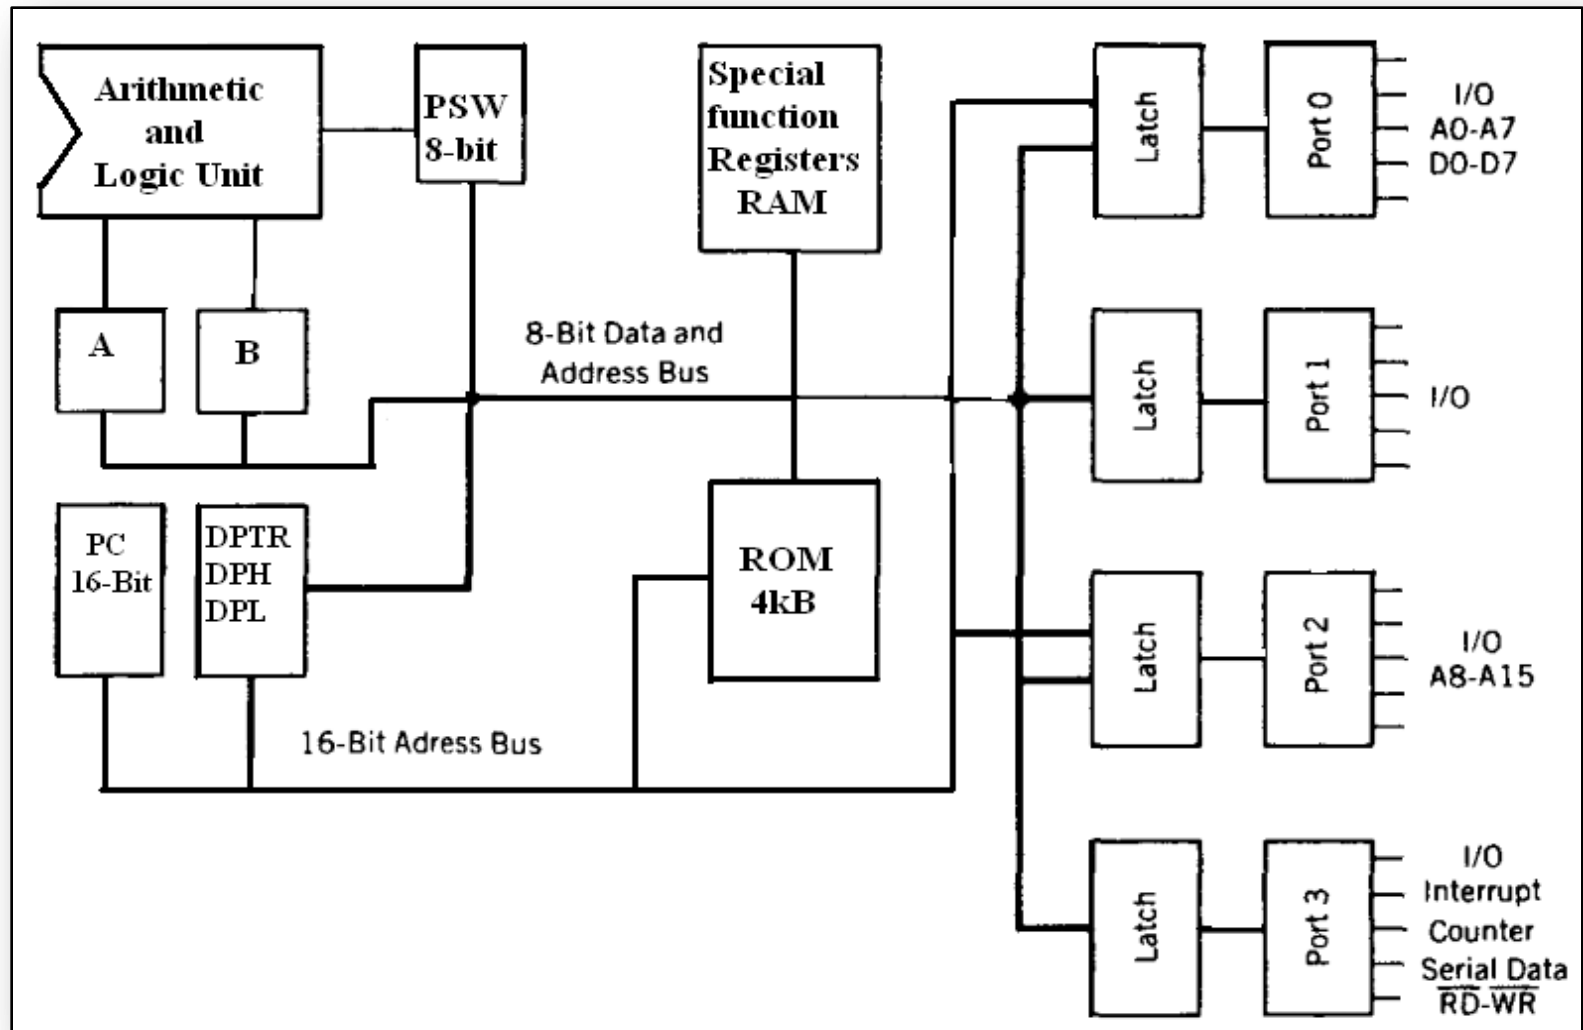 Arithmetic
and
Logic Unit
PSW
8-bit
Special
function
Registers
RAM
Latch
Port 0
I/O
A0-A7
D0-D7
A
B
8-Bit Data and
Address Bus
Latch
Port 1
I/O
PC
16-Bit
DPTR
DPH
DPL
ROM
4kB
Latch
Port 2
I/O
A8-A15
16-Bit Adress Bus
Latch
Port 3
I/O
Interrupt
Counter
Serial Data
R̅D̅-W̅R̅